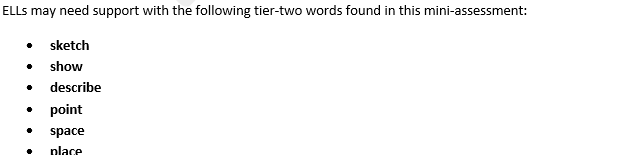 ELLs may need support with the following tier-two words found in this mini-assessment:
• sketch
• show
• describe
• point
• space
• place